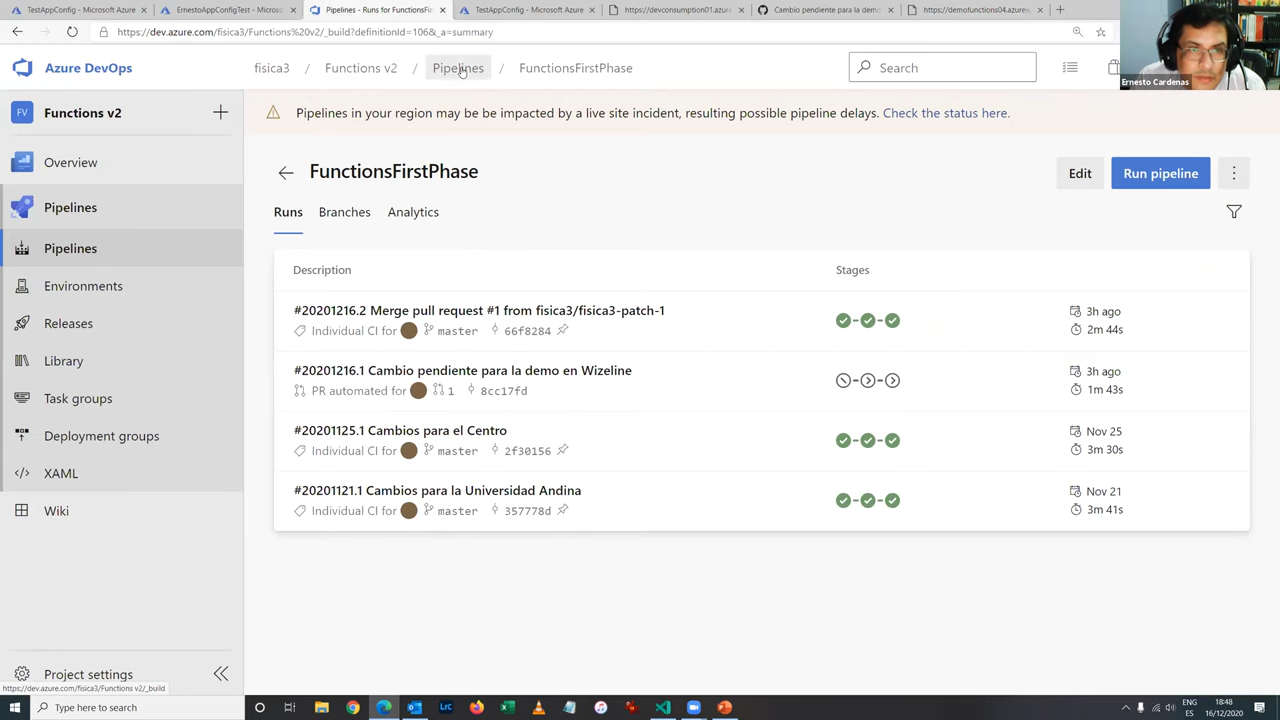 TestAppConfig - Microsoft Azure
ErnestoAppConfigTest - Microsoft
Pipelines - Runs for FunctionsFi
TestAppConfig - Microsoft Azure
https://devconsumption01.azure
Cambio pendiente para la demo
https://demofunctions04.azurew
https://dev.azure.com/fisica3/Functions%20v2/_build?definitionId=106&_a=summary
Ernesto Cardenas
Azure DevOps
fisica3 / Functions v2 / Pipelines / FunctionsFirstPhase
Search
FV Functions v2
Pipelines in your region may be impacted by a live site incident, resulting possible pipeline delays. Check the status here.
Overview
Pipelines
Pipelines
Environments
Releases
Library
Task groups
Deployment groups
XAML
Wiki
Project settings
FunctionsFirstPhase
Edit
Run pipeline
Runs Branches Analytics
Description Stages
#20201216.2 Merge pull request #1 from fisica3/fisica3-patch-1 3h ago
Individual CI for master 66f8284 2m 44s
#20201216.1 Cambio pendiente para la demo en Wizeline 3h ago
PR automated for 1 8cc17fd 1m 43s
#20201125.1 Cambios para el Centro Nov 25
Individual CI for master 2f30156 3m 30s
#20201121.1 Cambios para la Universidad Andina Nov 21
Individual CI for master 357778d 3m 41s
https://dev.azure.com/fisica3/Functions v2/_build
Type here to search
LrC
ENG 18:48
ES 16/12/2020